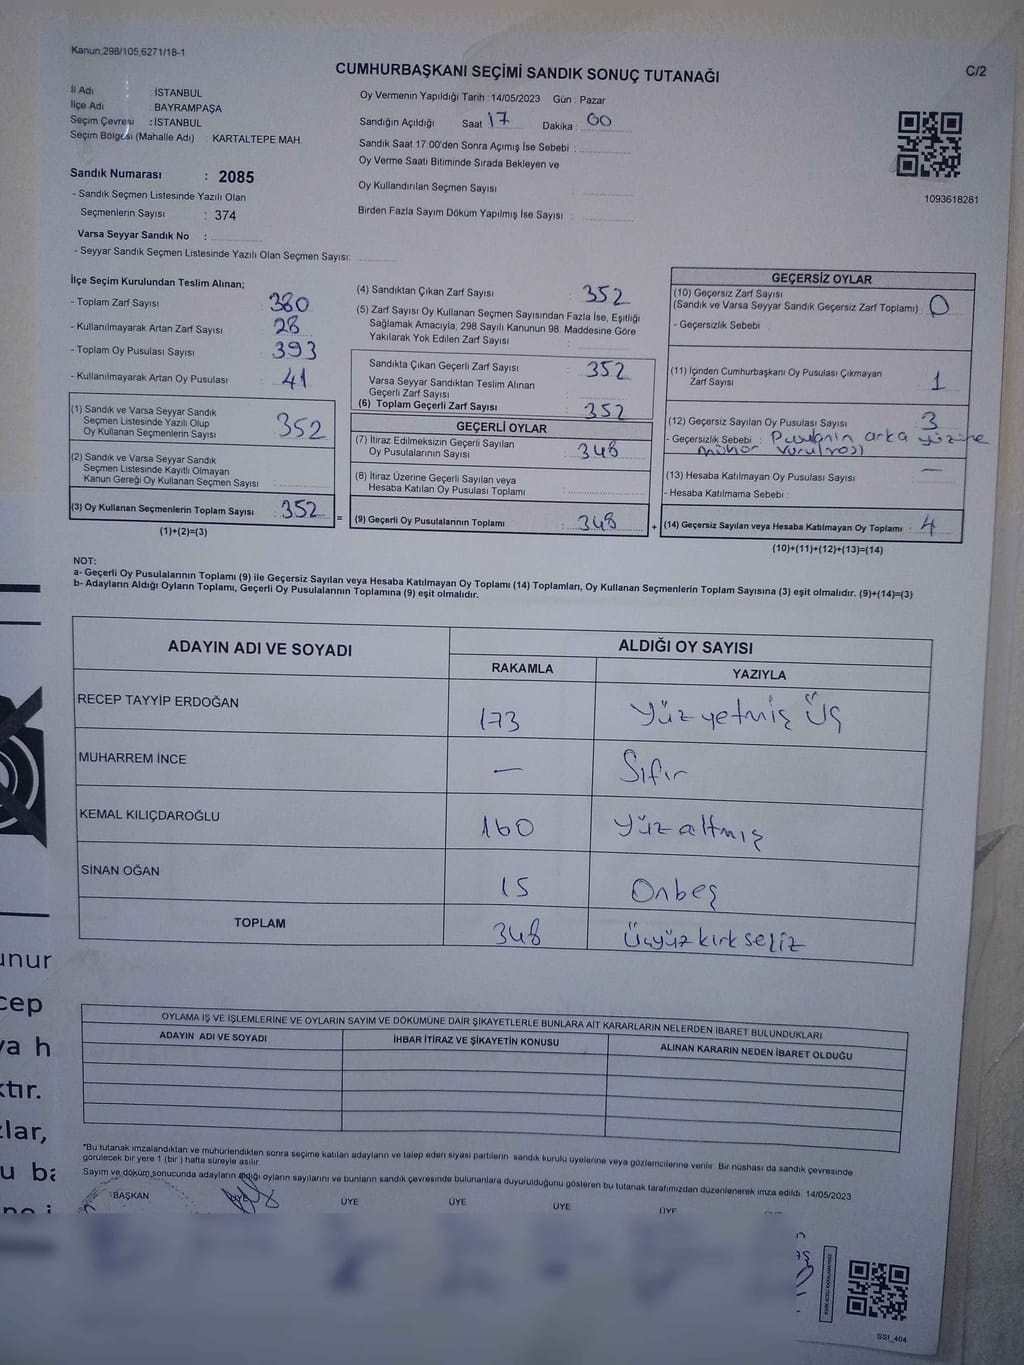 Kanun,298/105,6271/18-1
C/2
CUMHURBAŞKANI SEÇİMİ SANDIK SONUÇ TUTANAĞI
İl Adı : İSTANBUL
İlçe Adı : BAYRAMPAŞA
Seçim Çevresi : İSTANBUL
Seçim Bölgesi (Mahalle Adı) : KARTALTEPE MAH.
Sandık Numarası : 2085
- Sandık Seçmen Listesinde Yazılı Olan
Seçmenlerin Sayısı : 374
Varsa Seyyar Sandık No :
- Seyyar Sandık Seçmen Listesinde Yazılı Olan Seçmen Sayısı:
Oy Vermenin Yapıldığı Tarih : 14/05/2023 Gün : Pazar
Sandığın Açıldığı Saat 17 Dakika : 00
Sandık Saat 17.00'den Sonra Açımış İse Sebebi :
Oy Verme Saati Bitiminde Sırada Bekleyen ve
Oy Kullandırılan Seçmen Sayısı :
Birden Fazla Sayım Döküm Yapılmış İse Sayısı :
1093618281
İlçe Seçim Kurulundan Teslim Alınan;
- Toplam Zarf Sayısı : 380
- Kullanılmayarak Artan Zarf Sayısı : 28
- Toplam Oy Pusulası Sayısı : 393
- Kullanılmayarak Artan Oy Pusulası : 41
(1) Sandık ve Varsa Seyyar Sandık
Seçmen Listesinde Yazılı Olup
Oy Kullanan Seçmenlerin Sayısı : 352
(2) Sandık ve Varsa Seyyar Sandık
Seçmen Listesinde Kayıtlı Olmayan
Kanun Gereği Oy Kullanan Seçmen Sayısı :
(3) Oy Kullanan Seçmenlerin Toplam Sayısı : 352
(1)+(2)=(3)
=
(4) Sandıktan Çıkan Zarf Sayısı : 352
(5) Zarf Sayısı Oy Kullanan Seçmen Sayısından Fazla İse, Eşitliği
Sağlamak Amacıyla; 298 Sayılı Kanunun 98. Maddesine Göre
Yakılarak Yok Edilen Zarf Sayısı :
Sandıkta Çıkan Geçerli Zarf Sayısı : 352
Varsa Seyyar Sandıktan Teslim Alınan
Geçerli Zarf Sayısı :
(6) Toplam Geçerli Zarf Sayısı : 352
GEÇERLİ OYLAR
(7) İtiraz Edilmeksizin Geçerli Sayılan
Oy Pusulalarının Sayısı : 348
(8) İtiraz Üzerine Geçerli Sayılan veya
Hesaba Katılan Oy Pusulası Toplamı :
(9) Geçerli Oy Pusulalarının Toplamı : 348
+
GEÇERSİZ OYLAR
(10) Geçersiz Zarf Sayısı :
(Sandık ve Varsa Seyyar Sandık Geçersiz Zarf Toplamı) 0
- Geçersizlik Sebebi :
(11) İçinden Cumhurbaşkanı Oy Pusulası Çıkmayan
Zarf Sayısı : 1
(12) Geçersiz Sayılan Oy Pusulası Sayısı : 3
- Geçersizlik Sebebi : Pusulanın arka yüzüne
mühür vurulması
(13) Hesaba Katılmayan Oy Pusulası Sayısı : —
- Hesaba Katılmama Sebebi :
(14) Geçersiz Sayılan veya Hesaba Katılmayan Oy Toplamı : 4
(10)+(11)+(12)+(13)=(14)
NOT:
a- Geçerli Oy Pusulalarının Toplamı (9) ile Geçersiz Sayılan veya Hesaba Katılmayan Oy Toplamı (14) Toplamları, Oy Kullanan Seçmenlerin Toplam Sayısına (3) eşit olmalıdır. (9)+(14)=(3)
b- Adayların Aldığı Oyların Toplamı, Geçerli Oy Pusulalarının Toplamına (9) eşit olmalıdır.
ADAYIN ADI VE SOYADI
ALDIĞI OY SAYISI
RAKAMLA
YAZIYLA
RECEP TAYYİP ERDOĞAN 173 Yüzyetmiş Üç
MUHARREM İNCE — Sıfır
KEMAL KILIÇDAROĞLU 160 Yüzaltmış
SİNAN OĞAN 15 Onbeş
TOPLAM 348 Üçyüzkırksekiz
OYLAMA İŞ VE İŞLEMLERİNE VE OYLARIN SAYIM VE DÖKÜMÜNE DAİR ŞİKAYETLERLE BUNLARA AİT KARARLARIN NELERDEN İBARET BULUNDUKLARI
ADAYIN ADI VE SOYADI
İHBAR İTİRAZ VE ŞİKAYETİN KONUSU
ALINAN KARARIN NEDEN İBARET OLDUĞU
*Bu tutanak imzalandıktan ve mühürlendikten sonra seçime katılan adayların ve talep eden siyasi partilerin sandık kurulu üyelerine veya gözlemcilerine verilir. Bir nüshası da sandık çevresinde
görülecek bir yere 1 (bir) hafta süreyle asılır.
Sayım ve döküm sonucunda adayların aldığı oyların sayılarını ve bunların sandık çevresinde bulunanlara duyurulduğunu gösteren bu tutanak tarafımızdan düzenlenerek imza edildi. 14/05/2023
BAŞKAN ÜYE ÜYE ÜYE ÜYE ÜYE
SSI_404
unur
cep
va h
ktır.
zlar,